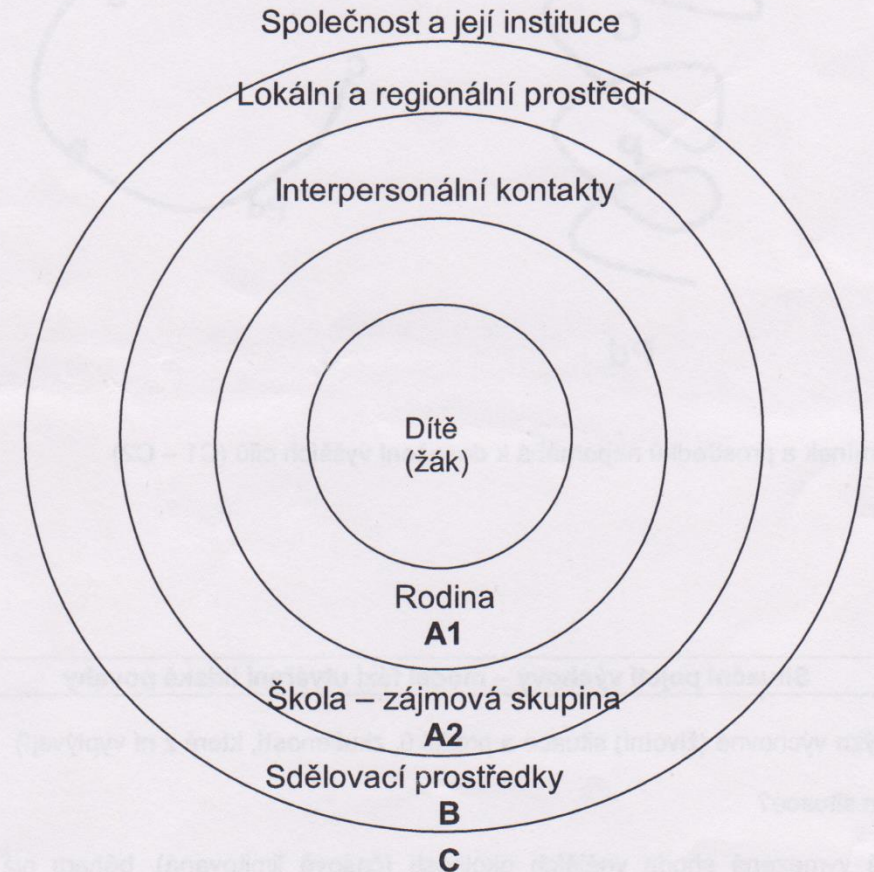 Společnost a její instituce
Lokální a regionální prostředí
Interpersonální kontakty
Dítě
(žák)
Rodina
A1
Škola – zájmová skupina
A2
Sdělovací prostředky
B
C